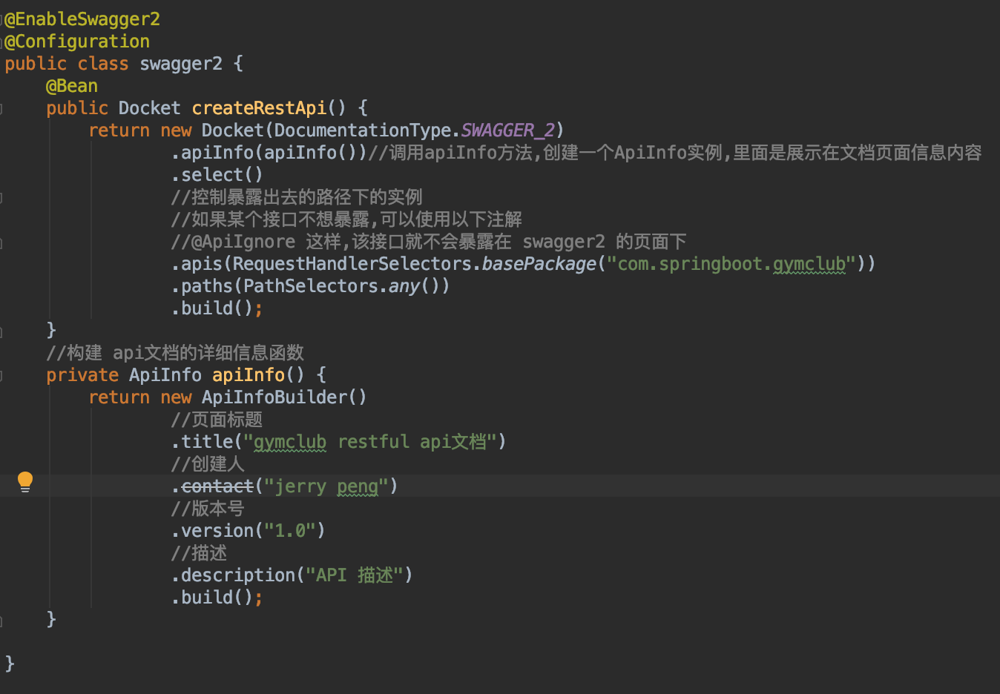 @EnableSwagger2
@Configuration
public class swagger2 {
    @Bean
    public Docket createRestApi() {
        return new Docket(DocumentationType.SWAGGER_2)
                .apiInfo(apiInfo())//调用apiInfo方法,创建一个ApiInfo实例,里面是展示在文档页面信息内容
                .select()
                //控制暴露出去的路径下的实例
                //如果某个接口不想暴露,可以使用以下注解
                //@ApiIgnore 这样,该接口就不会暴露在 swagger2 的页面下
                .apis(RequestHandlerSelectors.basePackage("com.springboot.gymclub"))
                .paths(PathSelectors.any())
                .build();
    }
    //构建 api文档的详细信息函数
    private ApiInfo apiInfo() {
        return new ApiInfoBuilder()
                //页面标题
                .title("gymclub restful api文档")
                //创建人
                .contact("jerry peng")
                //版本号
                .version("1.0")
                //描述
                .description("API 描述")
                .build();
    }

}